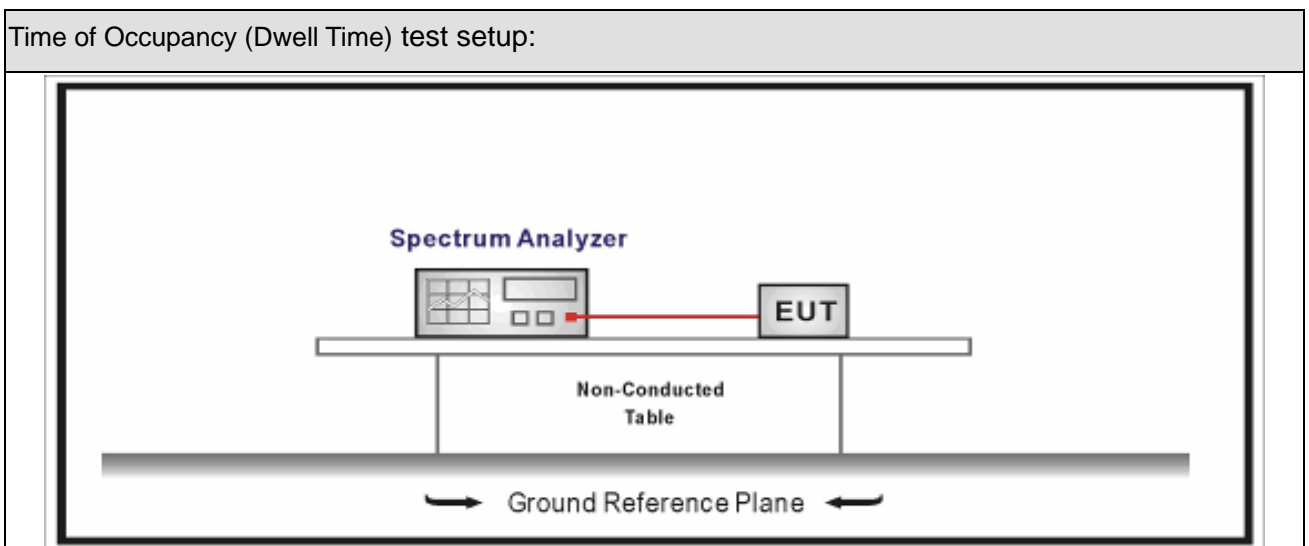 Time of Occupancy (Dwell Time) test setup:
Spectrum Analyzer
EUT
Non-Conducted
Table
Ground Reference Plane